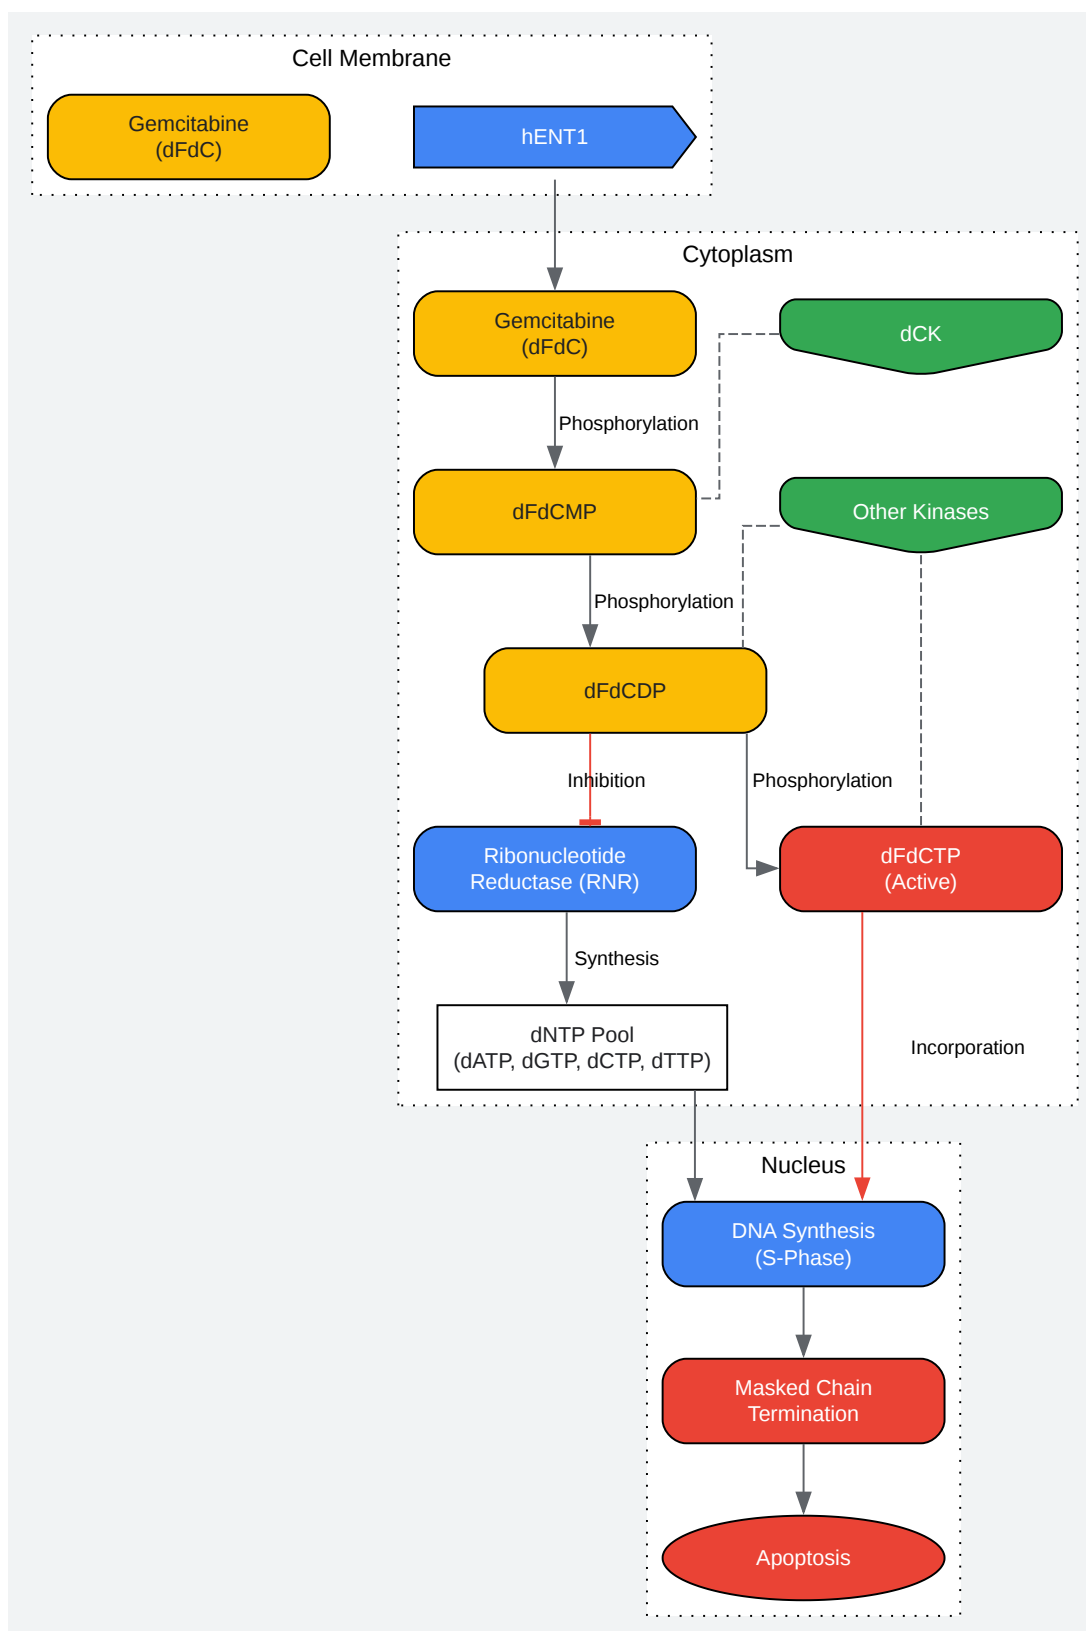 Cell Membrane
Gemcitabine
(dFdC)
hENT1
Cytoplasm
Gemcitabine
(dFdC)
dCK
Phosphorylation
dFdCMP
Other Kinases
Phosphorylation
dFdCDP
Inhibition
Phosphorylation
Ribonucleotide
Reductase (RNR)
dFdCTP
(Active)
Synthesis
dNTP Pool
(dATP, dGTP, dCTP, dTTP)
Incorporation
Nucleus
DNA Synthesis
(S-Phase)
Masked Chain
Termination
Apoptosis